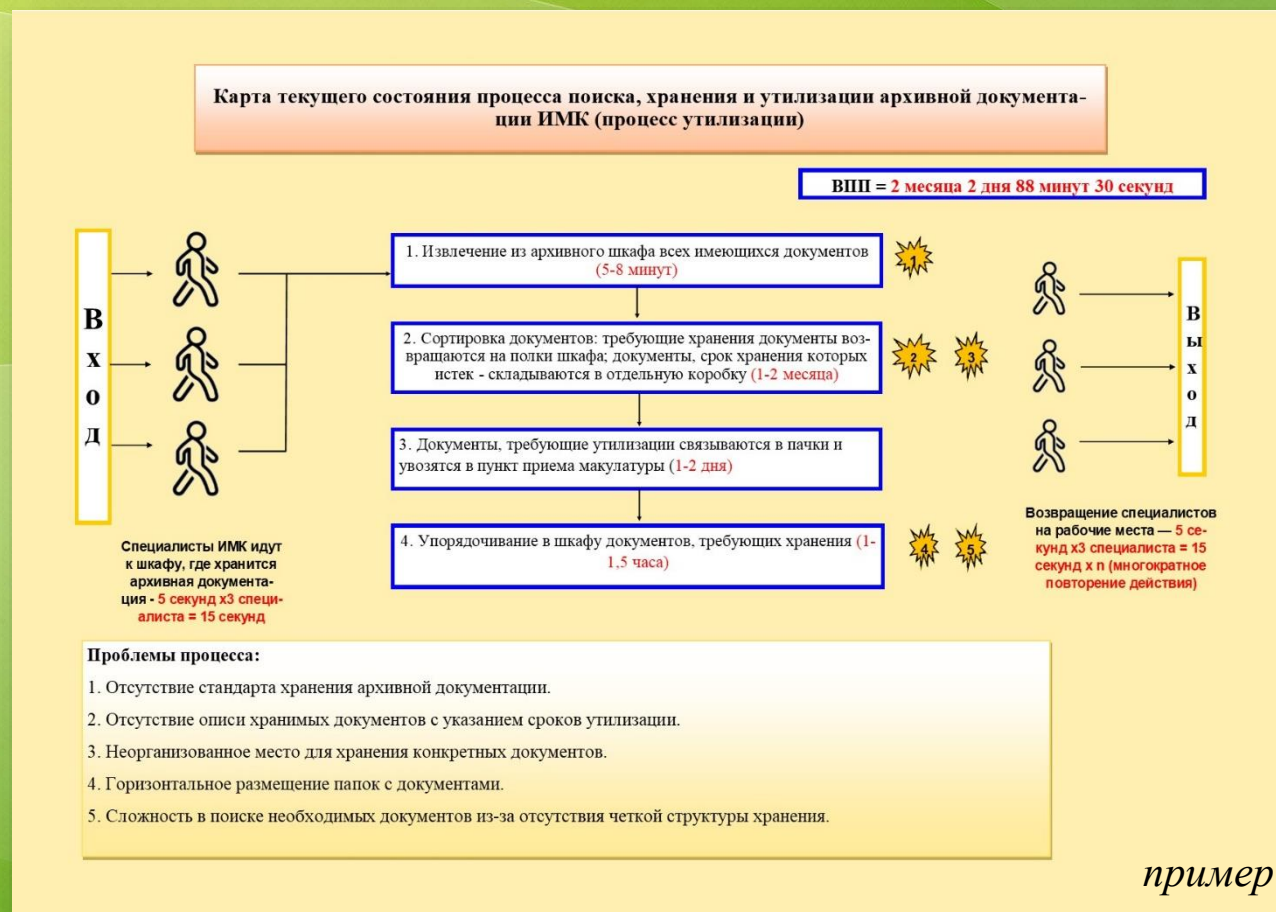 Карта текущего состояния процесса поиска, хранения и утилизации архивной документа-
ции ИМК (процесс утилизации)
ВПП = 2 месяца 2 дня 88 минут 30 секунд
Вход
1. Извлечение из архивного шкафа всех имеющихся документов
(5-8 минут)
1
2. Сортировка документов: требующие хранения документы воз-
вращаются на полки шкафа; документы, срок хранения которых
истек - складываются в отдельную коробку (1-2 месяца)
2
3
3. Документы, требующие утилизации связываются в пачки и
увозятся в пункт приема макулатуры (1-2 дня)
4. Упорядочивание в шкафу документов, требующих хранения (1-
1,5 часа)
4
5
Выход
Специалисты ИМК идут
к шкафу, где хранится
архивная документа-
ция - 5 секунд х3 специ-
алиста = 15 секунд
Возвращение специалистов
на рабочие места — 5 се-
кунд х3 специалиста = 15
секунд х n (многократное
повторение действия)
Проблемы процесса:
1. Отсутствие стандарта хранения архивной документации.
2. Отсутствие описи хранимых документов с указанием сроков утилизации.
3. Неорганизованное место для хранения конкретных документов.
4. Горизонтальное размещение папок с документами.
5. Сложность в поиске необходимых документов из-за отсутствия четкой структуры хранения.
пример